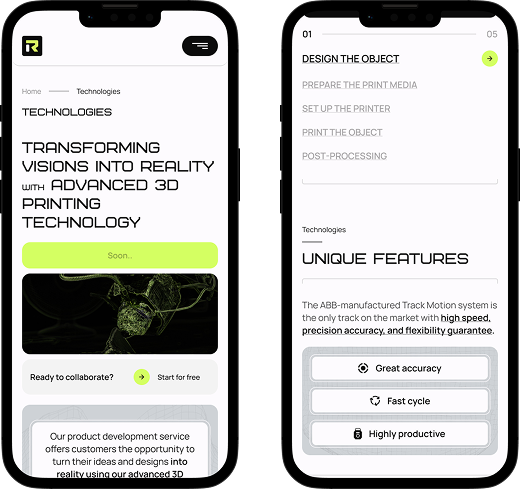 R
Home
Technologies
TECHNOLOGIES
TRANSFORMING
VISIONS INTO REALITY
WITH ADVANCED 3D
PRINTING
TECHNOLOGY
Soon..
Ready to collaborate?
Start for free
Our product development service
offers customers the opportunity to
turn their ideas and designs into
reality using our advanced 3D
01
05
DESIGN THE OBJECT
PREPARE THE PRINT MEDIA
SET UP THE PRINTER
PRINT THE OBJECT
POST-PROCESSING
Technologies
UNIQUE FEATURES
The ABB-manufactured Track Motion system is
the only track on the market with high speed,
precision accuracy, and flexibility guarantee.
Great accuracy
Fast cycle
Highly productive